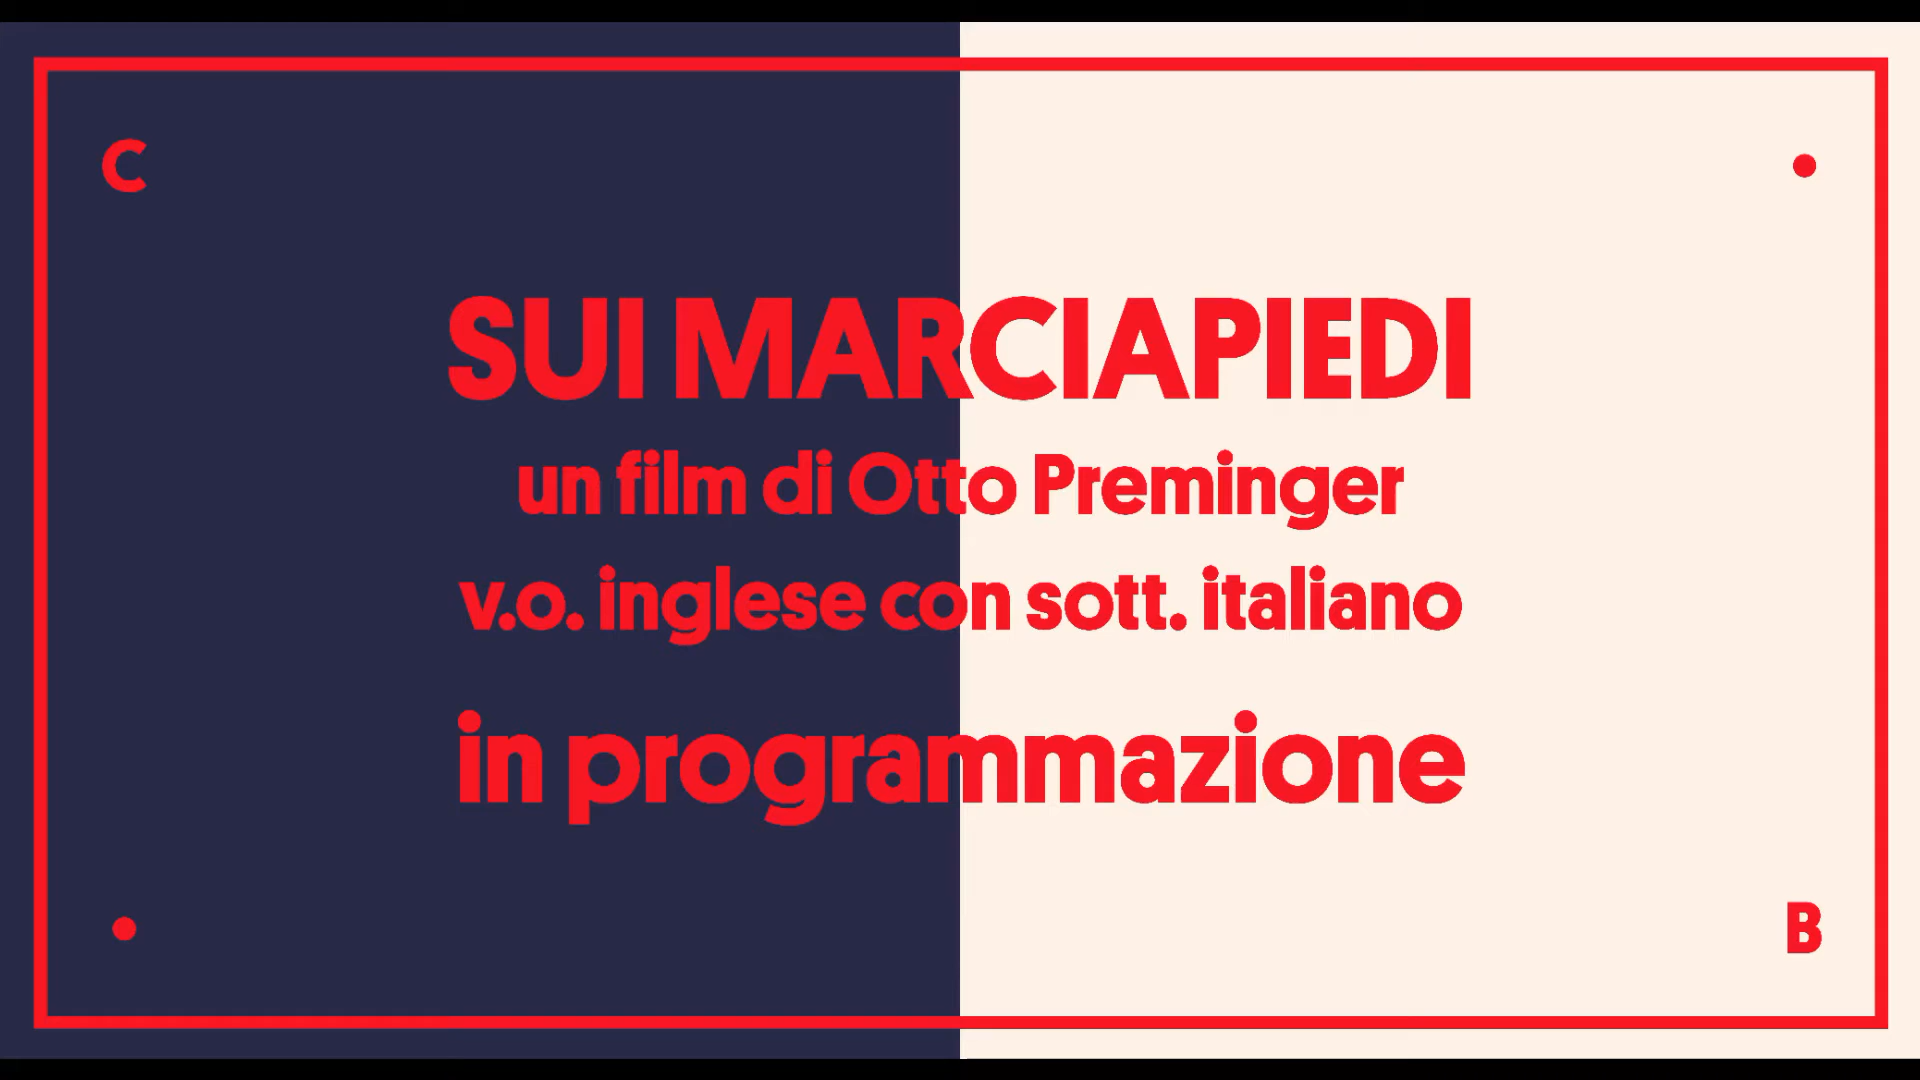 C
SUI MARCIAPIEDI
un film di Otto Preminger
v.o. inglese con sott. italiano
in programmazione
B